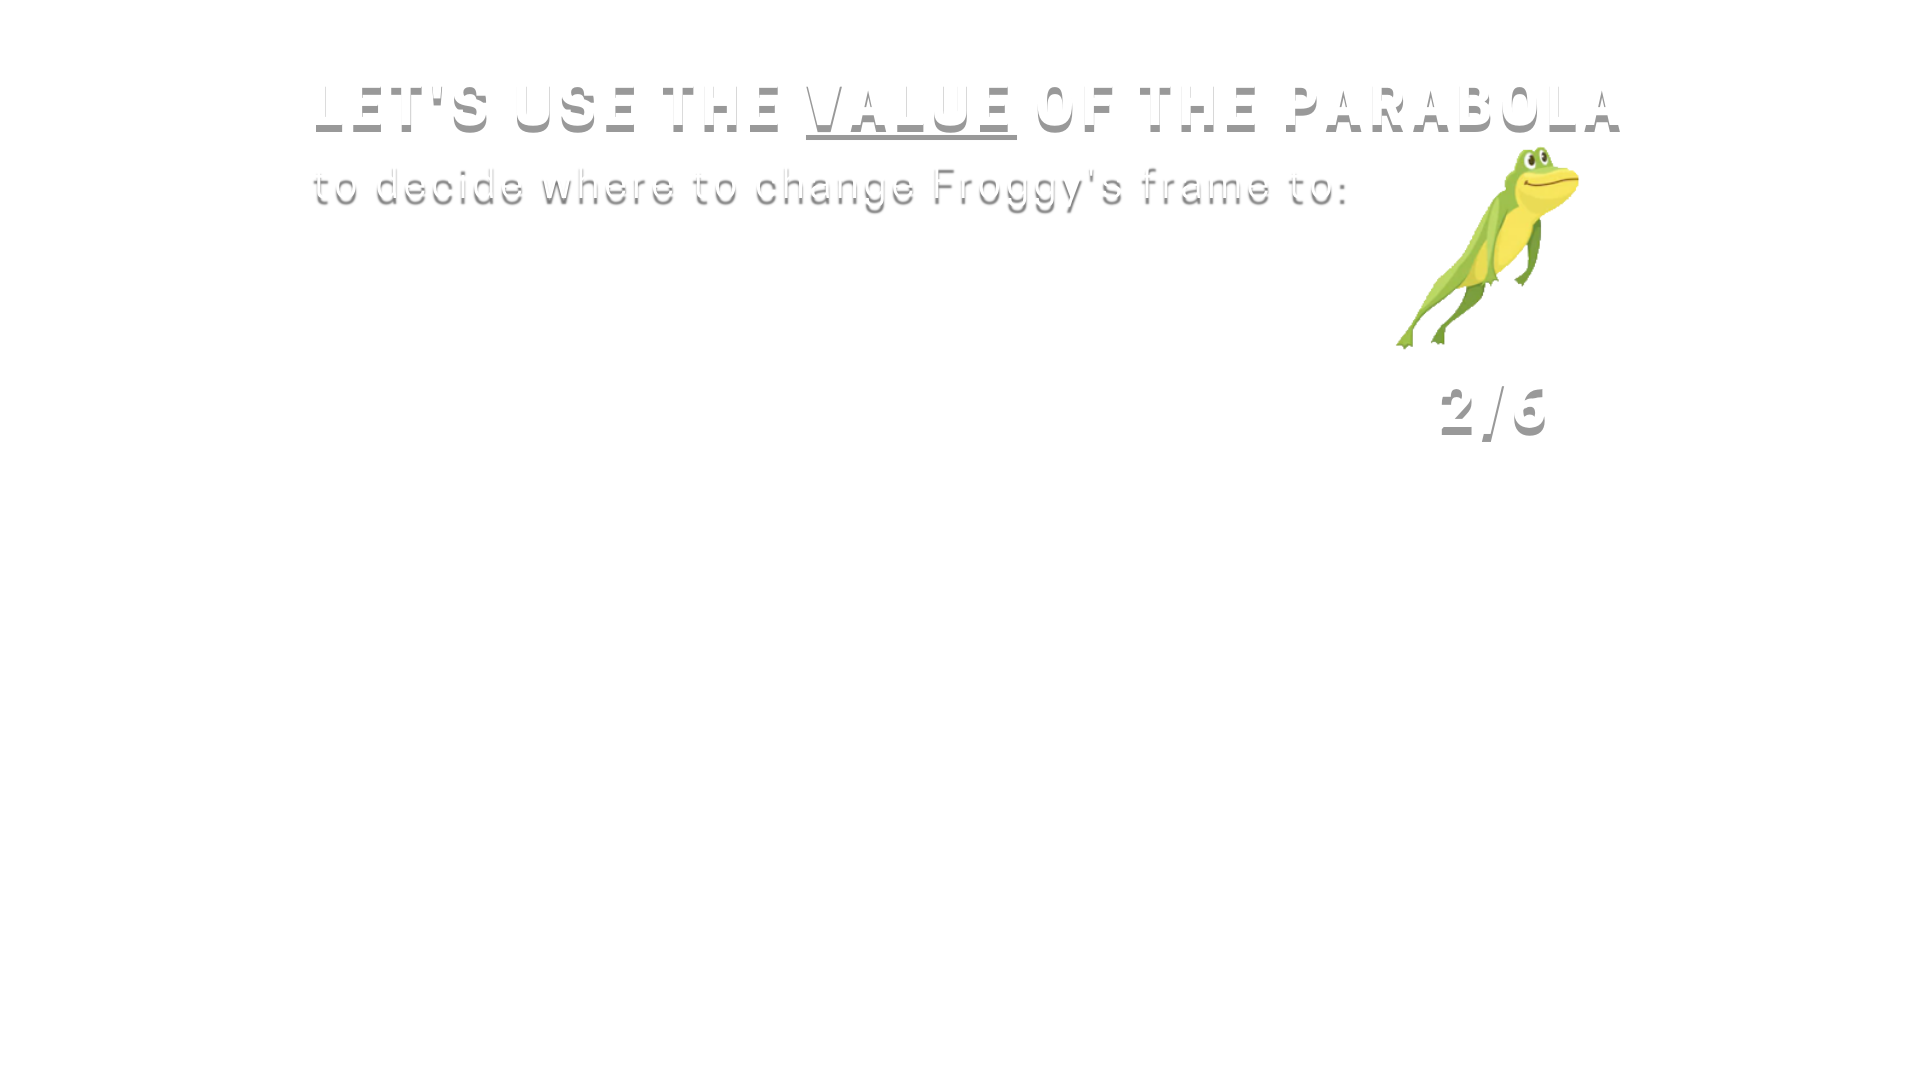 LET'S USE THE VALUE OF THE PARABOLA
to decide where to change Froggy's frame to:
2/6